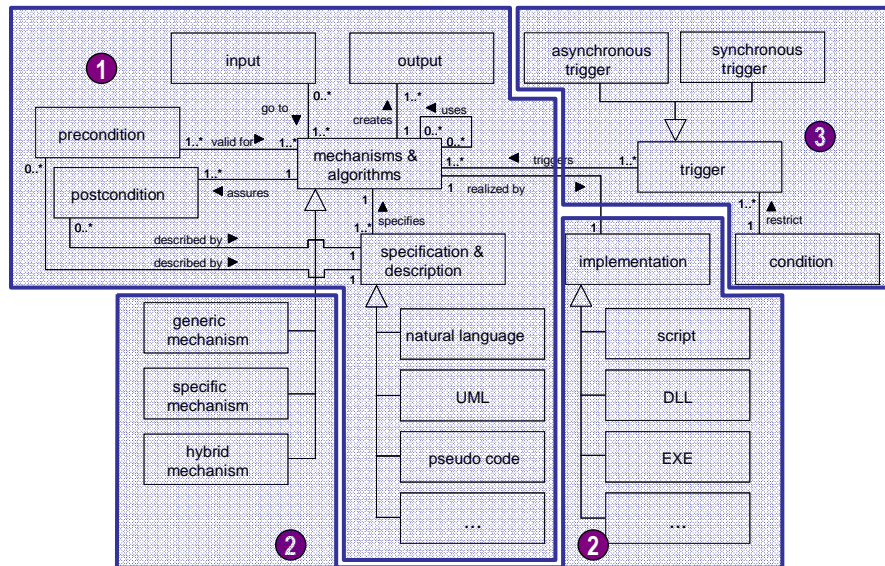 1
input
output
asynchronous
trigger
synchronous
trigger
3
0..*
1..*
uses
go to
creates
precondition
1..*
1
0..*
0..*
1..*
valid for
1..*
mechanisms &
algorithms
1..*
triggers
1..*
trigger
0..*
postcondition
1..*
assures
1
1
realized by
1
specifies
1..*
restrict
0..*
described by
1..*
1
1
1
specification &
description
described by
1
implementation
condition
generic
mechanism
natural language
script
specific
mechanism
UML
DLL
hybrid
mechanism
pseudo code
EXE
...
...
2
2